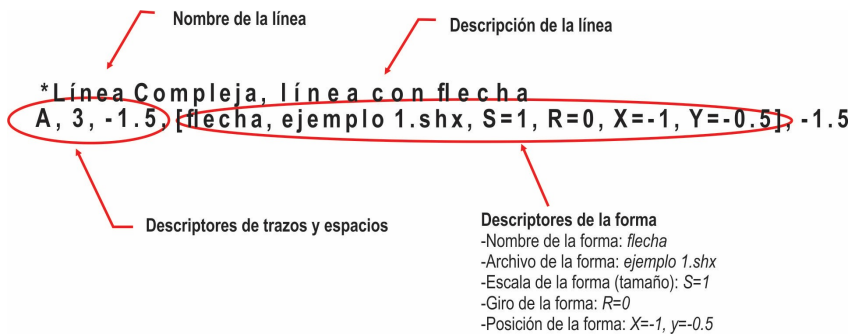 Nombre de la línea
Descripción de la línea
*Línea Compleja, línea con flecha
A, 3, -1.5, [flecha, ejemplo 1.shx, S=1, R=0, X=-1, Y=-0.5], -1.5
Descriptores de trazos y espacios
Descriptores de la forma
-Nombre de la forma: flecha
-Archivo de la forma: ejemplo 1.shx
-Escala de la forma (tamaño): S=1
-Giro de la forma: R=0
-Posición de la forma: X=-1, y=-0.5